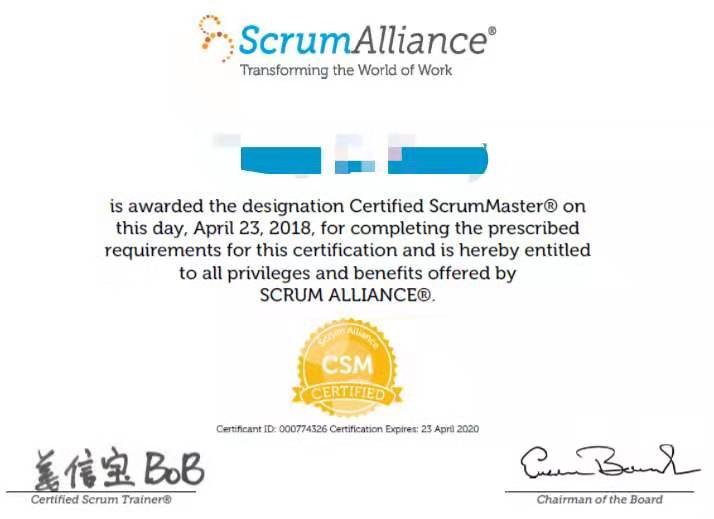 ScrumAlliance®
Transforming the World of Work
is awarded the designation Certified ScrumMaster® on
this day, April 23, 2018, for completing the prescribed
requirements for this certification and is hereby entitled
to all privileges and benefits offered by
SCRUM ALLIANCE®.
Scrum Alliance
CSM
CERTIFIED
Certificant ID: 000774326 Certification Expires: 23 April 2020
姜信宝 BoB
Certified Scrum Trainer®
Chairman of the Board